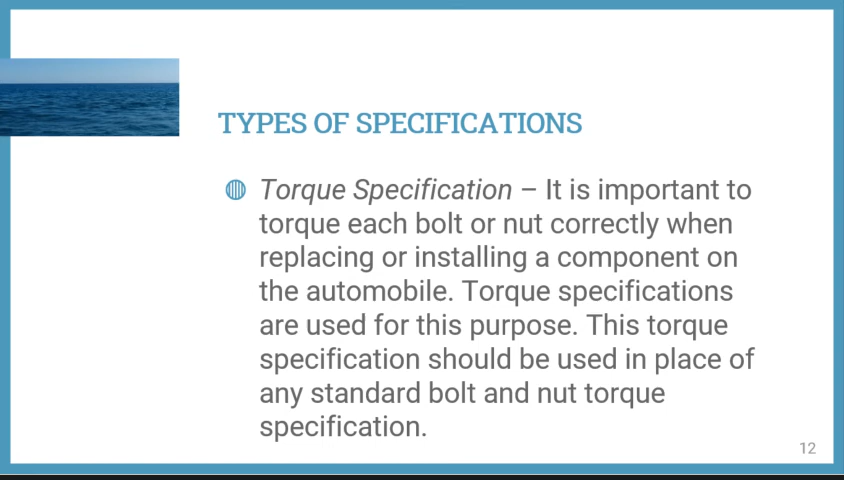 TYPES OF SPECIFICATIONS
Torque Specification – It is important to
torque each bolt or nut correctly when
replacing or installing a component on
the automobile. Torque specifications
are used for this purpose. This torque
specification should be used in place of
any standard bolt and nut torque
specification.
12